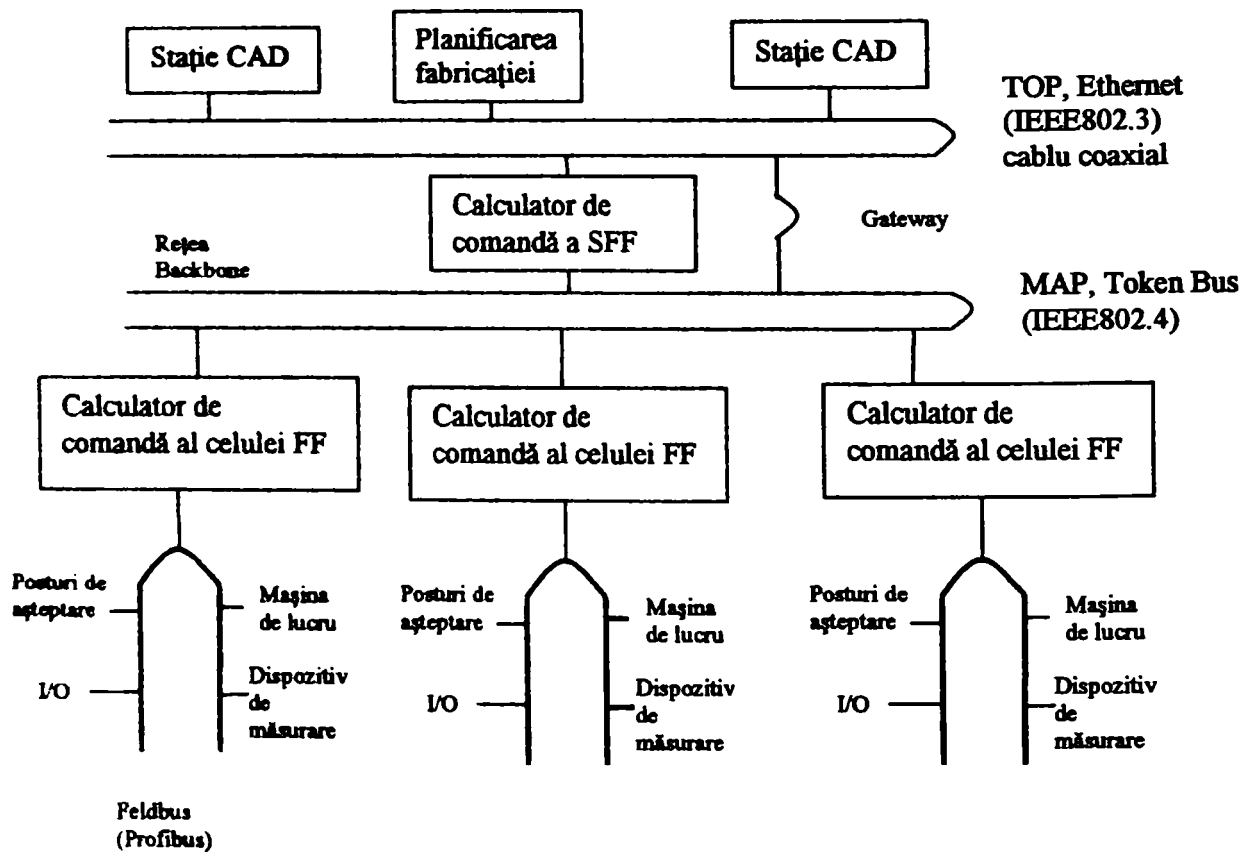 Staţie CAD
Planificarea
fabricaţiei
Staţie CAD
TOP, Ethernet
(IEEE802.3)
cablu coaxial
Calculator de
comandă a SFF
Gateway
Reţea
Backbone
MAP, Token Bus
(IEEE802.4)
Calculator de
comandă al celulei FF
Calculator de
comandă al celulei FF
Calculator de
comandă al celulei FF
Posturi de
aşteptare
Maşina
de lucru
I/O
Dispozitiv
de
măsurare
Posturi de
aşteptare
Maşina
de lucru
I/O
Dispozitiv
de
măsurare
Posturi de
aşteptare
Maşina
de lucru
I/O
Dispozitiv
de
măsurare
Feldbus
(Profibus)